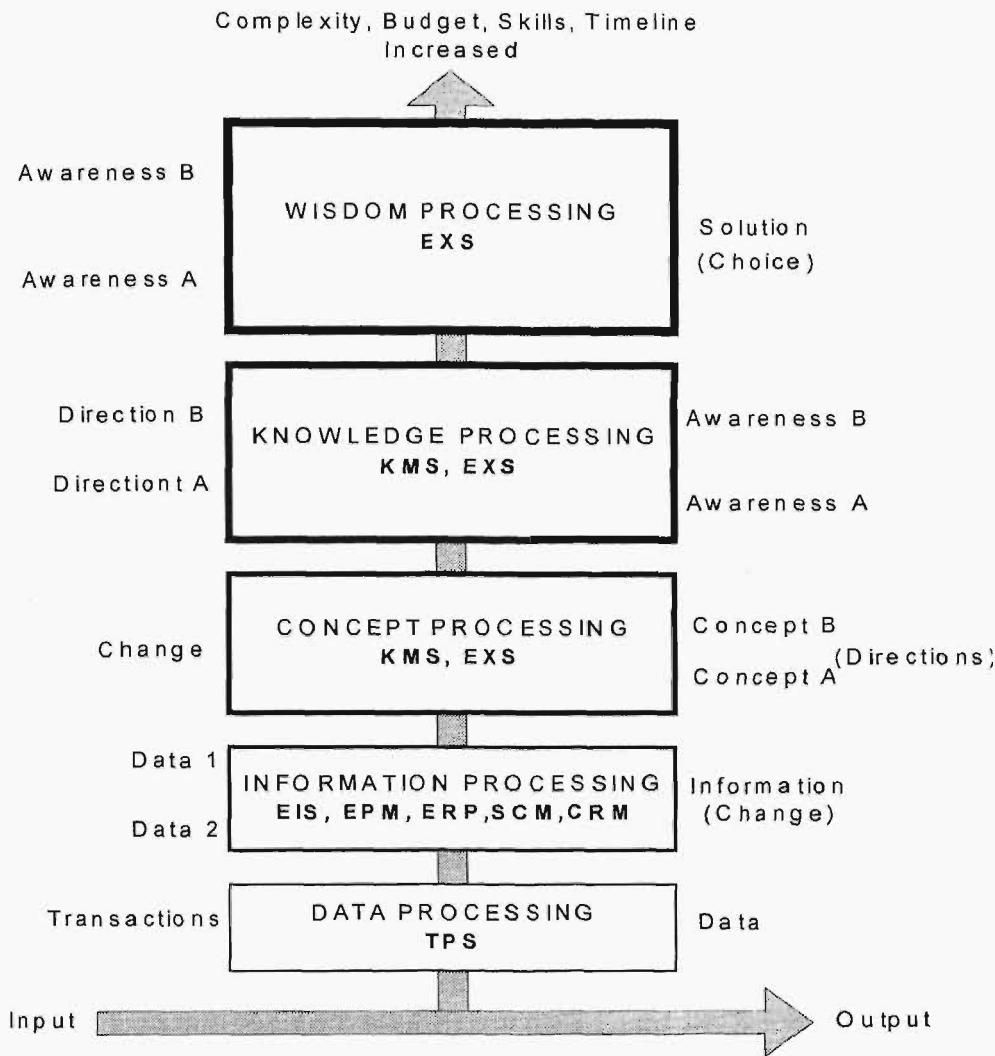 Complexity, Budget, Skills, Timeline
Increased
Awareness B
Awareness A
WISDOM PROCESSING
EXS
Solution
(Choice)
Direction B
Directiont A
KNOWLEDGE PROCESSING
KMS, EXS
Awareness B
Awareness A
Change
CONCEPT PROCESSING
KMS, EXS
Concept B
(Directions)
Concept A
Data 1
Data 2
INFORMATION PROCESSING
EIS, EPM, ERP,SCM,CRM
Information
(Change)
Transactions
DATA PROCESSING
TPS
Data
Input
Output